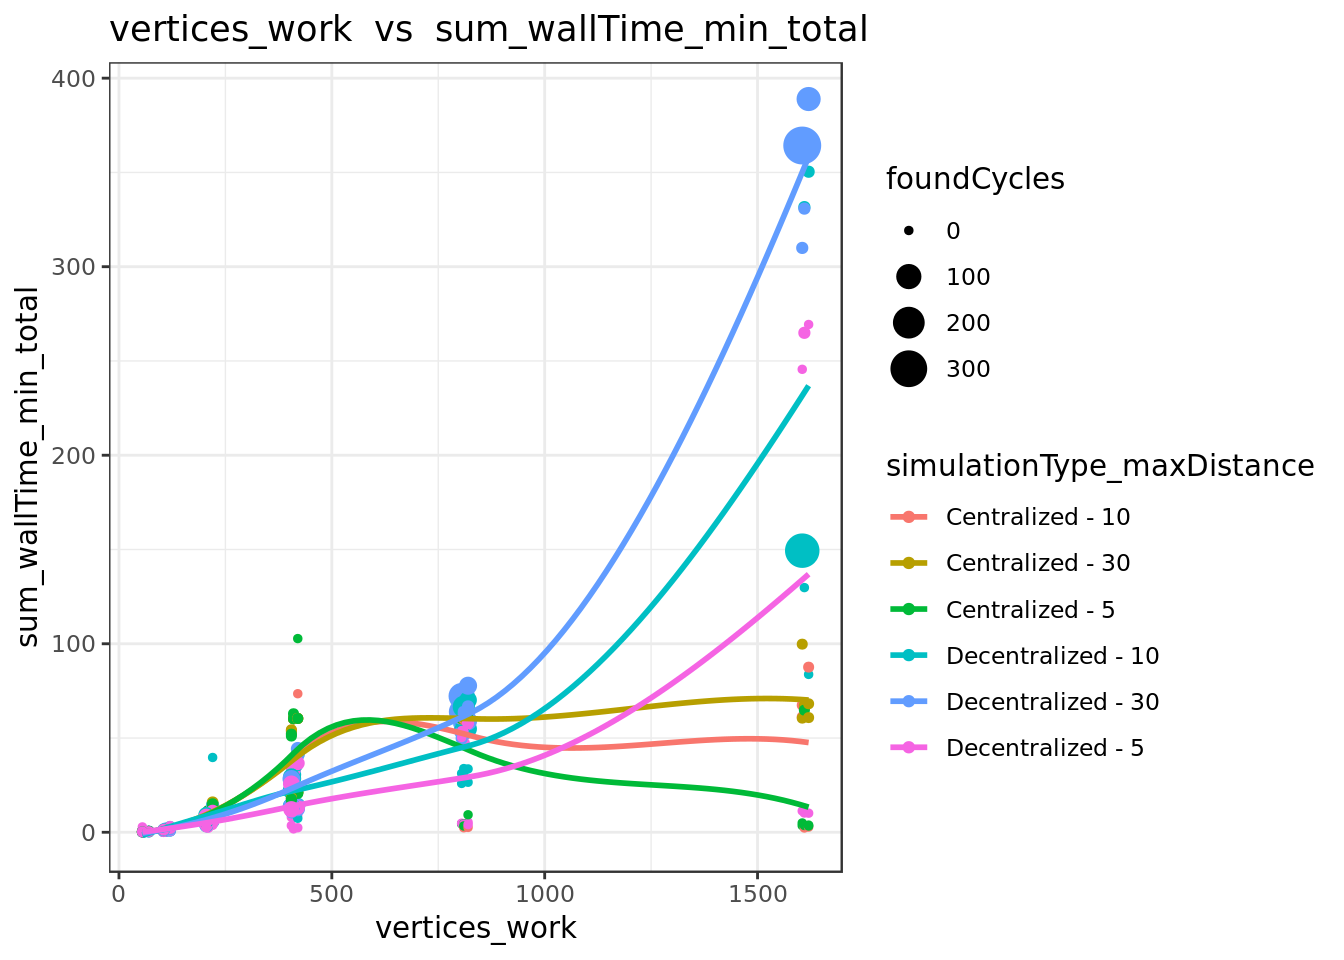 vertices_work vs sum_wallTime_min_total
sum_wallTime_min_total
400
300
200
100
0
0
500
1000
1500
vertices_work
foundCycles
0
100
200
300
simulationType_maxDistance
Centralized - 10
Centralized - 30
Centralized - 5
Decentralized - 10
Decentralized - 30
Decentralized - 5